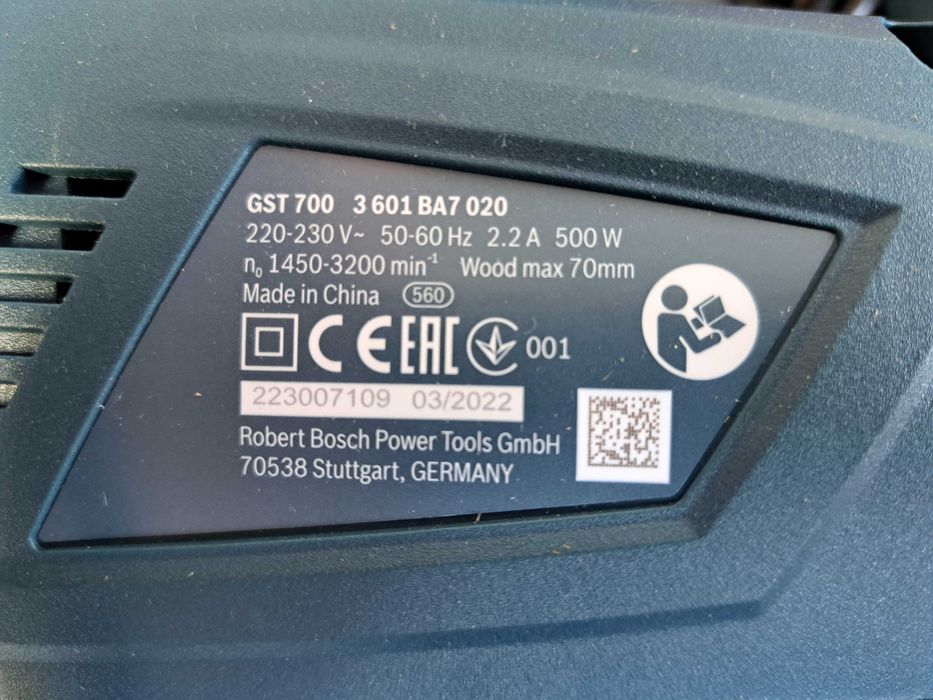 GST 700 3 601 BA7 020
220-230 V~ 50-60 Hz 2.2 A 500 W
n₀ 1450-3200 min⁻¹ Wood max 70mm
Made in China 560
CE EAC 001
223007109 03/2022
Robert Bosch Power Tools GmbH
70538 Stuttgart, GERMANY